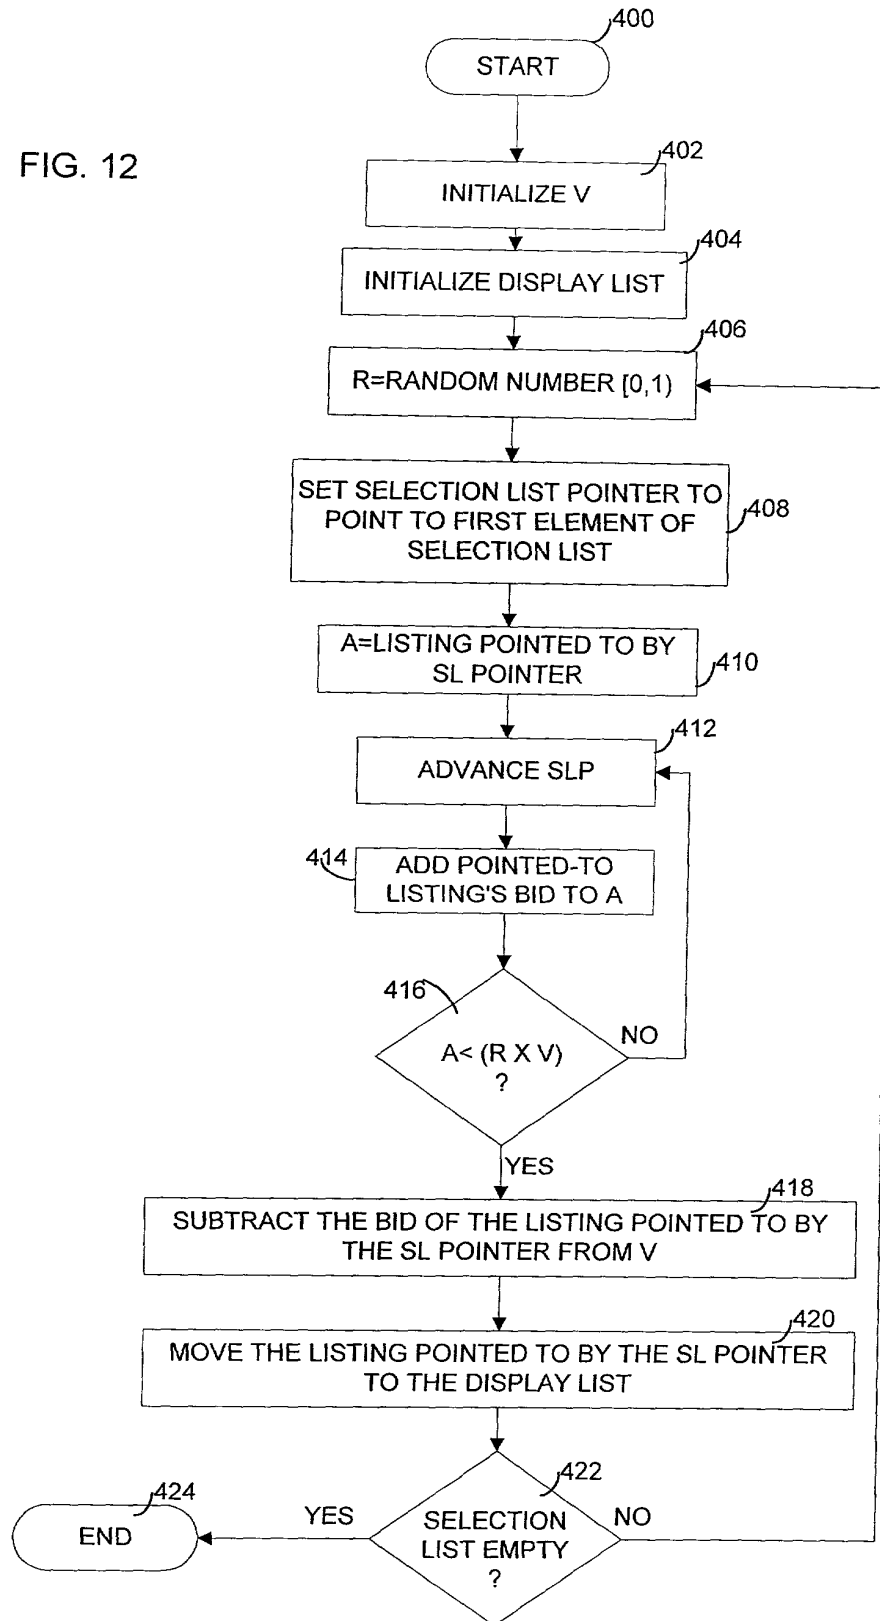 400
START
FIG. 12
402
INITIALIZE V
404
INITIALIZE DISPLAY LIST
406
R=RANDOM NUMBER [0,1)
SET SELECTION LIST POINTER TO
POINT TO FIRST ELEMENT OF
SELECTION LIST
408
A=LISTING POINTED TO BY
SL POINTER
410
412
ADVANCE SLP
414
ADD POINTED-TO
LISTING'S BID TO A
416
A< (R X V)
?
NO
YES
418
SUBTRACT THE BID OF THE LISTING POINTED TO BY
THE SL POINTER FROM V
420
MOVE THE LISTING POINTED TO BY THE SL POINTER
TO THE DISPLAY LIST
422
424
END
YES
SELECTION
LIST EMPTY
?
NO